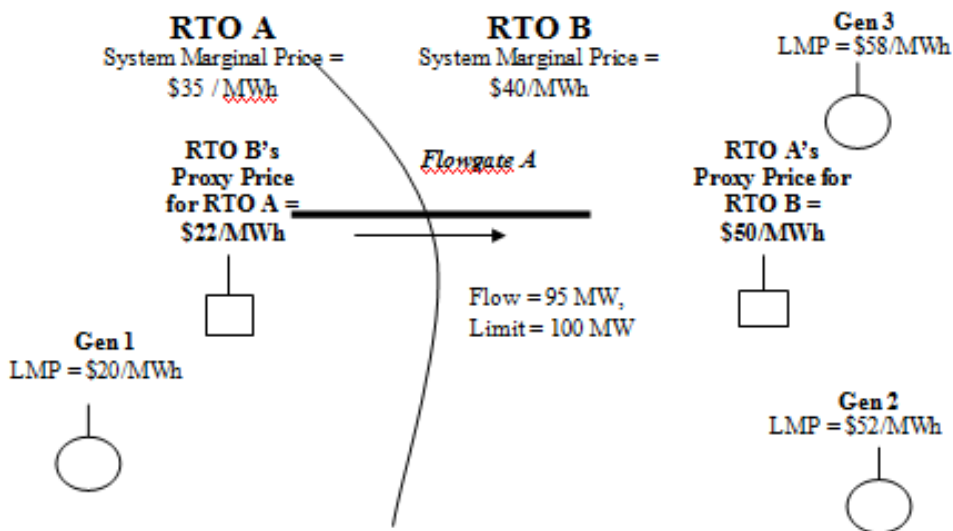 RTO A
System Marginal Price =
$35 / MWh
RTO B
System Marginal Price =
$40/MWh
Gen 3
LMP = $58/MWh
RTO B's
Proxy Price
for RTO A =
$22/MWh
Flowgate A
RTO A's
Proxy Price for
RTO B =
$50/MWh
Flow = 95 MW,
Limit = 100 MW
Gen 1
LMP = $20/MWh
Gen 2
LMP = $52/MWh